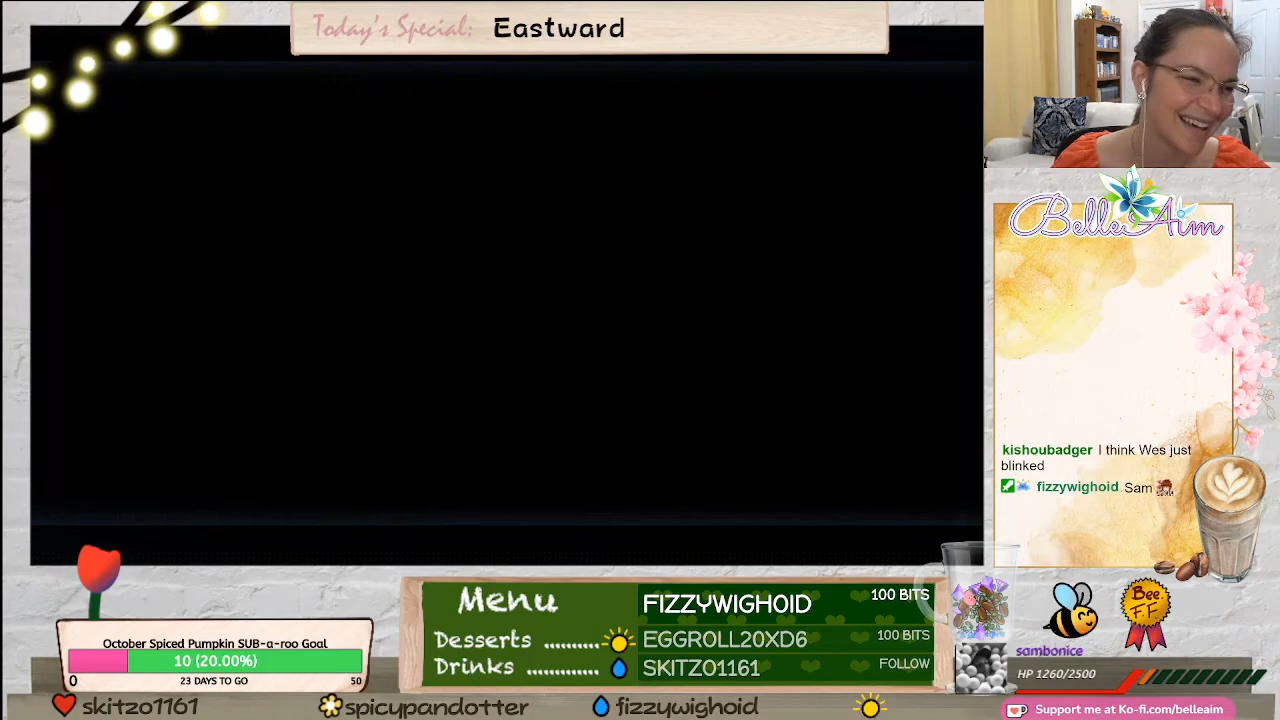 Today's Special: Eastward
BelleAim
kishoubadger I think Wes just
blinked
fizzywighoid Sam
Menu
Desserts ..........
Drinks ............
FIZZYWIGHOID 100 BITS
EGGROLL20XD6 100 BITS
SKITZO1161 FOLLOW
October Spiced Pumpkin SUB-a-roo Goal
10 (20.00%)
0 23 DAYS TO GO 50
Bee
F.F
sambonice
HP 1260/2500
skitzo1161 spicypandotter fizzywighoid
Support me at Ko-fi.com/belleaim